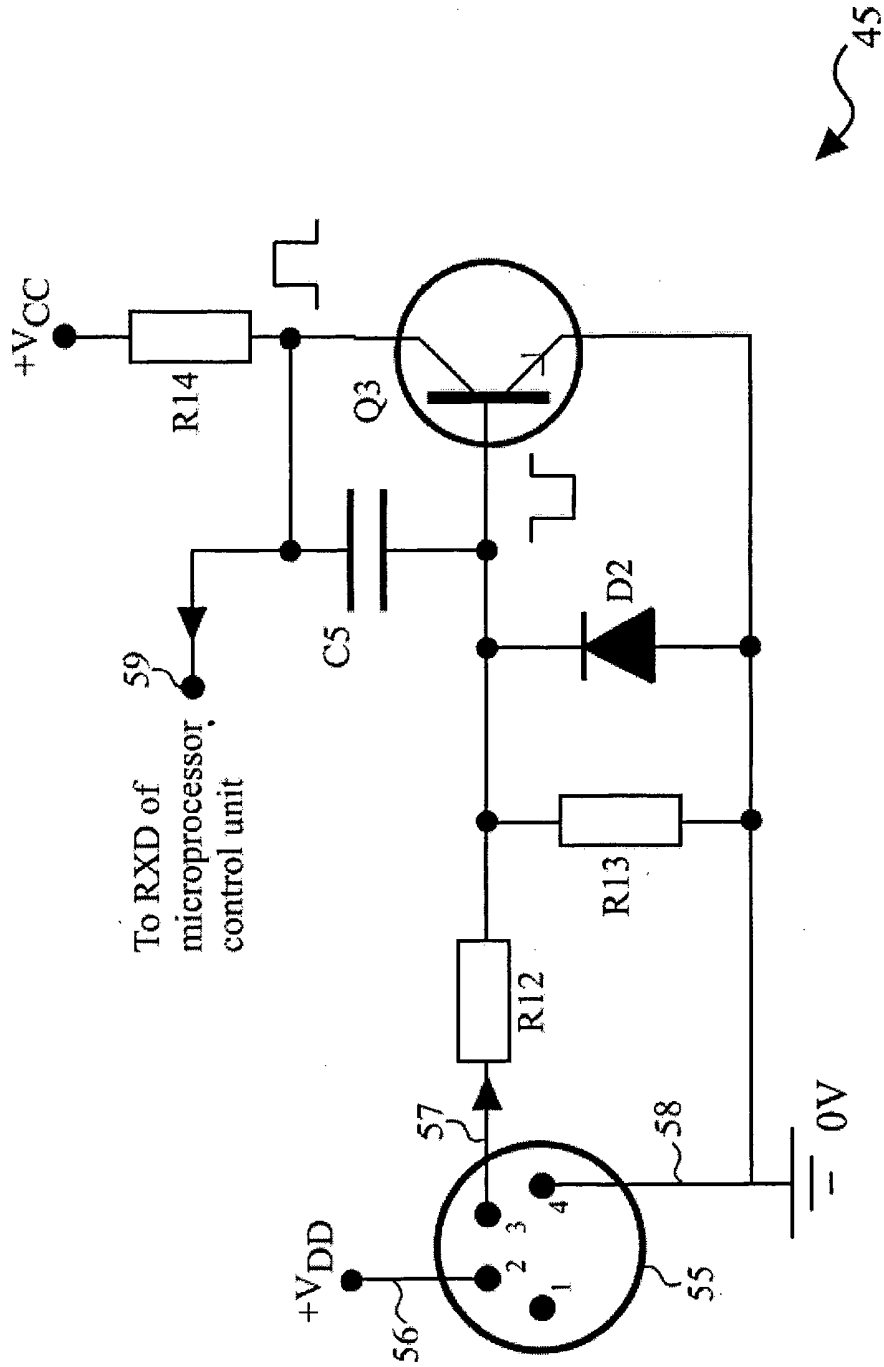 45
+VCC
R14
Q3
C5
D2
59
To RXD of
microprocessor
control unit
R13
R12
57
58
0V
+VDD
56
3
4
2
1
55